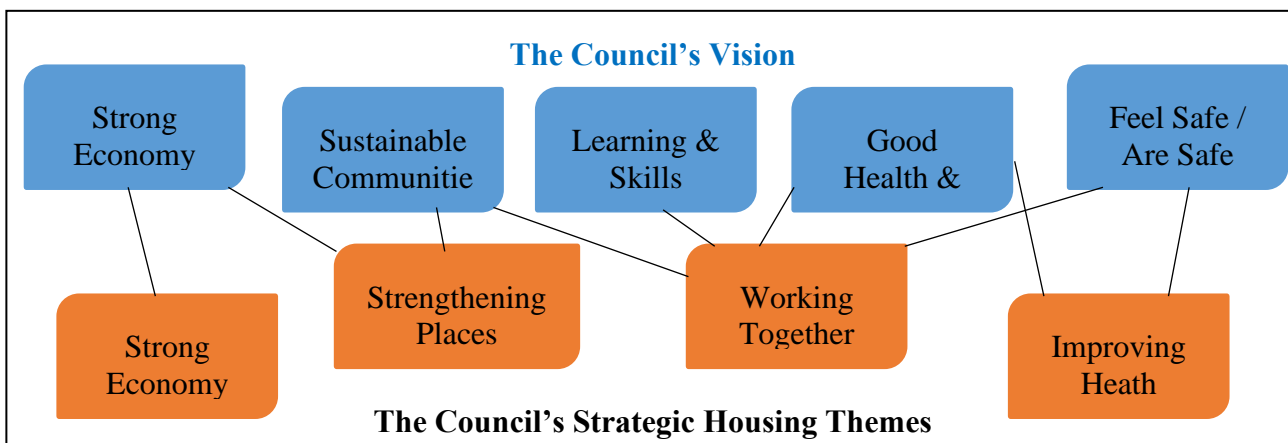 The Council’s Vision
Strong
Economy
Sustainable
Communitie
Learning &
Skills
Good
Health &
Feel Safe /
Are Safe
Strengthening
Places
Working
Together
Strong
Economy
Improving
Heath
The Council’s Strategic Housing Themes